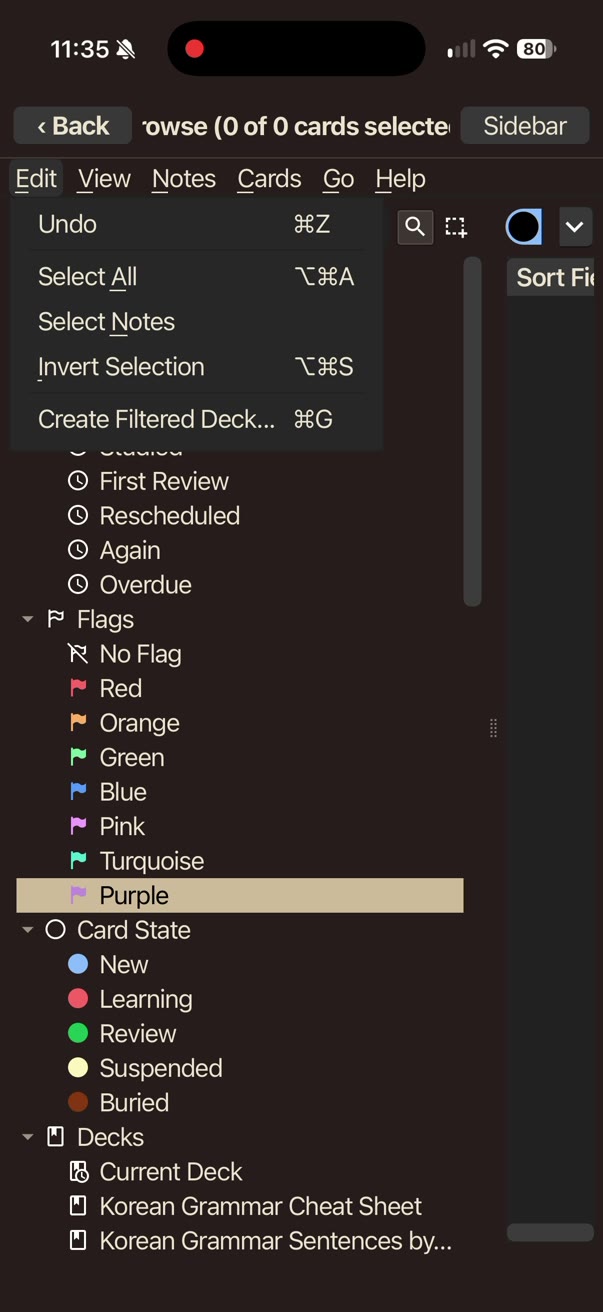 11:35
80
‹ Back
rowse (0 of 0 cards selecte
Sidebar
Edit View Notes Cards Go Help
Undo ⌘Z
Select All ⌥⌘A
Sort Fie
Select Notes
Invert Selection ⌥⌘S
Create Filtered Deck... ⌘G
Studied
First Review
Rescheduled
Again
Overdue
Flags
No Flag
Red
Orange
Green
Blue
Pink
Turquoise
Purple
Card State
New
Learning
Review
Suspended
Buried
Decks
Current Deck
Korean Grammar Cheat Sheet
Korean Grammar Sentences by...